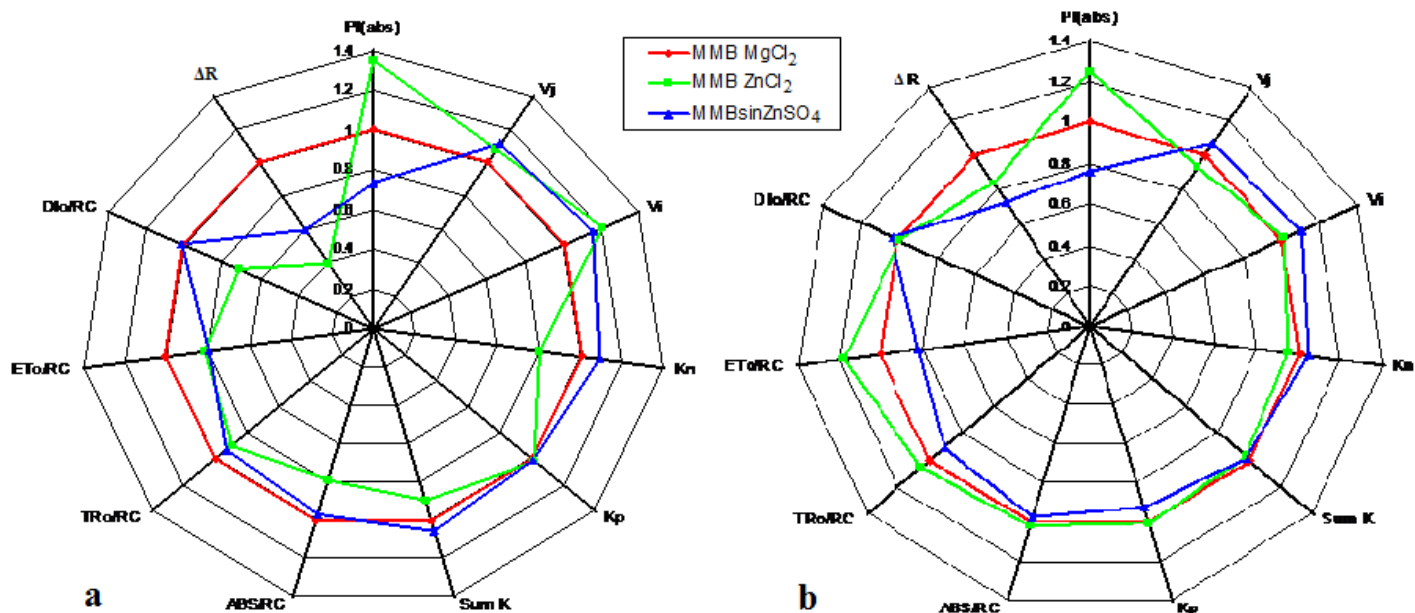 PI(abs)
1.4
1.2
1
0.8
0.6
0.4
0.2
0
Vj
Vi
Kn
Kp
Sum K
ABS/RC
TRo/RC
ETo/RC
DIo/RC
ΔR
a
MMB MgCl₂
MMB ZnCl₂
MMBsinZnSO₄
PI(abs)
1.4
1.2
1
0.8
0.6
0.4
0.2
0
Vj
Vi
Kn
Sum K
Kp
ABS/RC
TRo/RC
ETo/RC
DIo/RC
Δ R
b